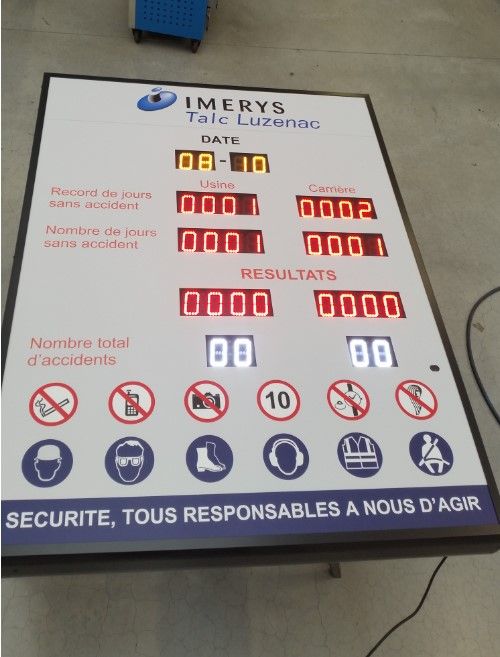 IMERYS
Talc Luzenac
DATE
08-10
Usine Carrière
Record de jours
sans accident
0001 0002
Nombre de jours
sans accident
0001 0001
RESULTATS
0000 0000
Nombre total
d'accidents
00 00
10
SECURITE, TOUS RESPONSABLES A NOUS D'AGIR